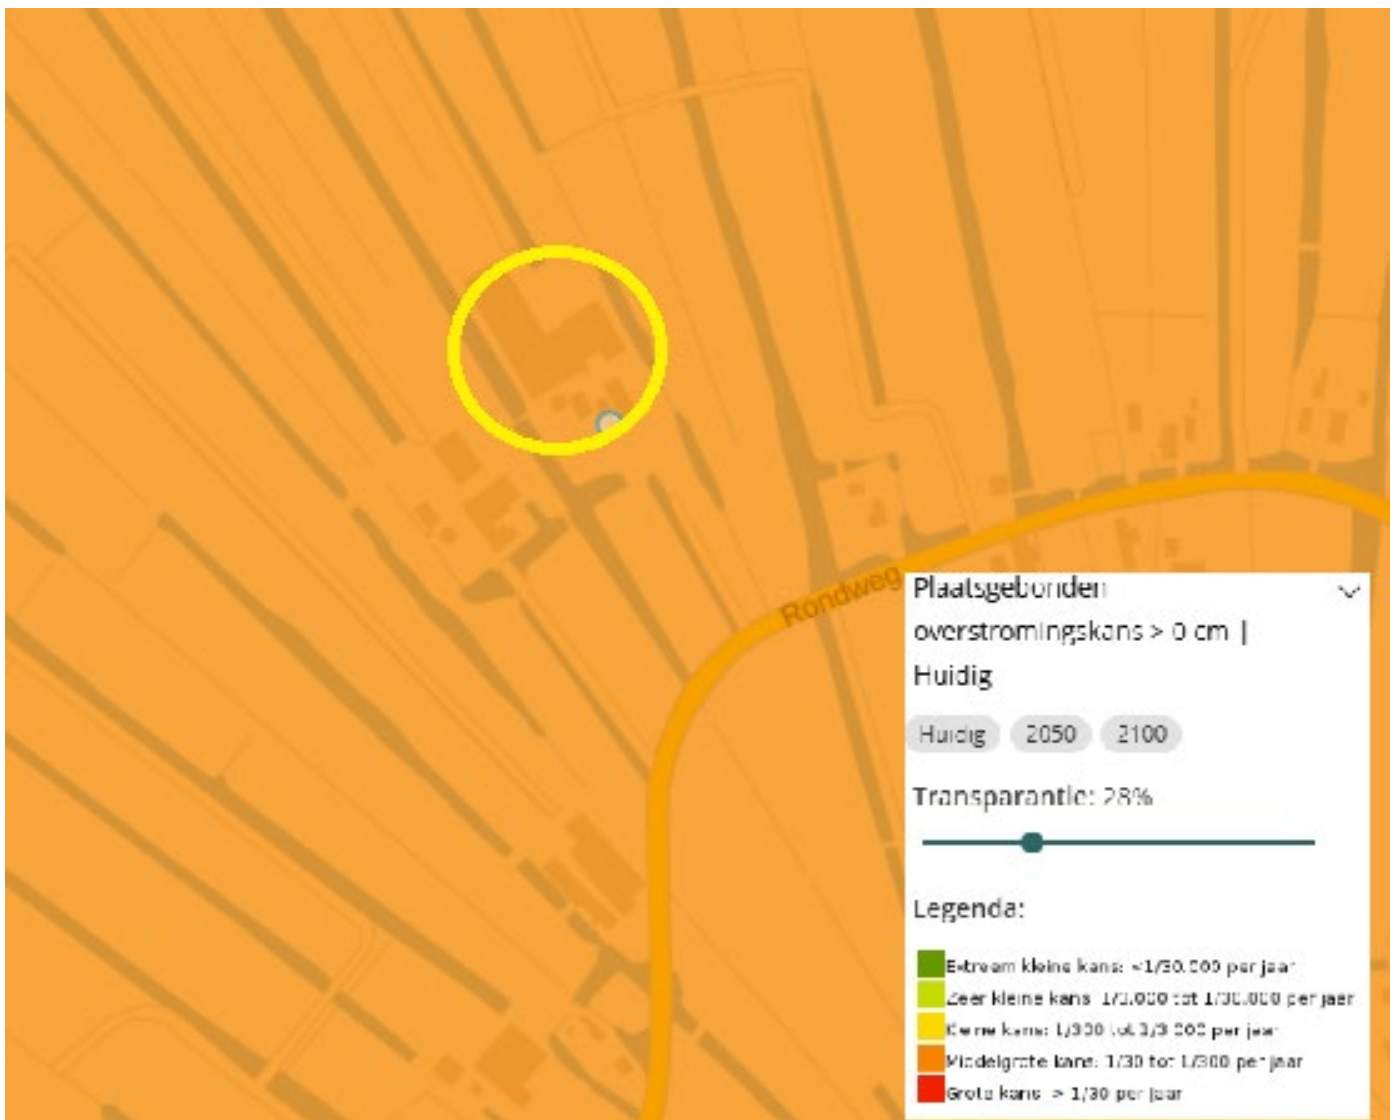 Rondweg
Plaatsgebonden
overstromingskans > 0 cm |
Huidig
Huidig 2050 2100
Transparantie: 28%
Legenda:
Extreem kleine kans: <1/30.000 per jaar
Zeer kleine kans: 1/3.000 tot 1/30.000 per jaar
Kleine kans: 1/300 tot 1/3.000 per jaar
Middelgrote kans: 1/30 tot 1/300 per jaar
Grote kans: > 1/30 per jaar